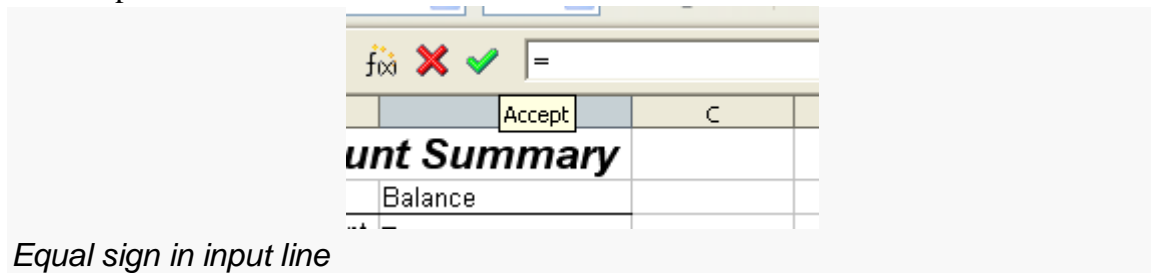 f(x) =
Accept C
unt Summary
Balance
=
Equal sign in input line